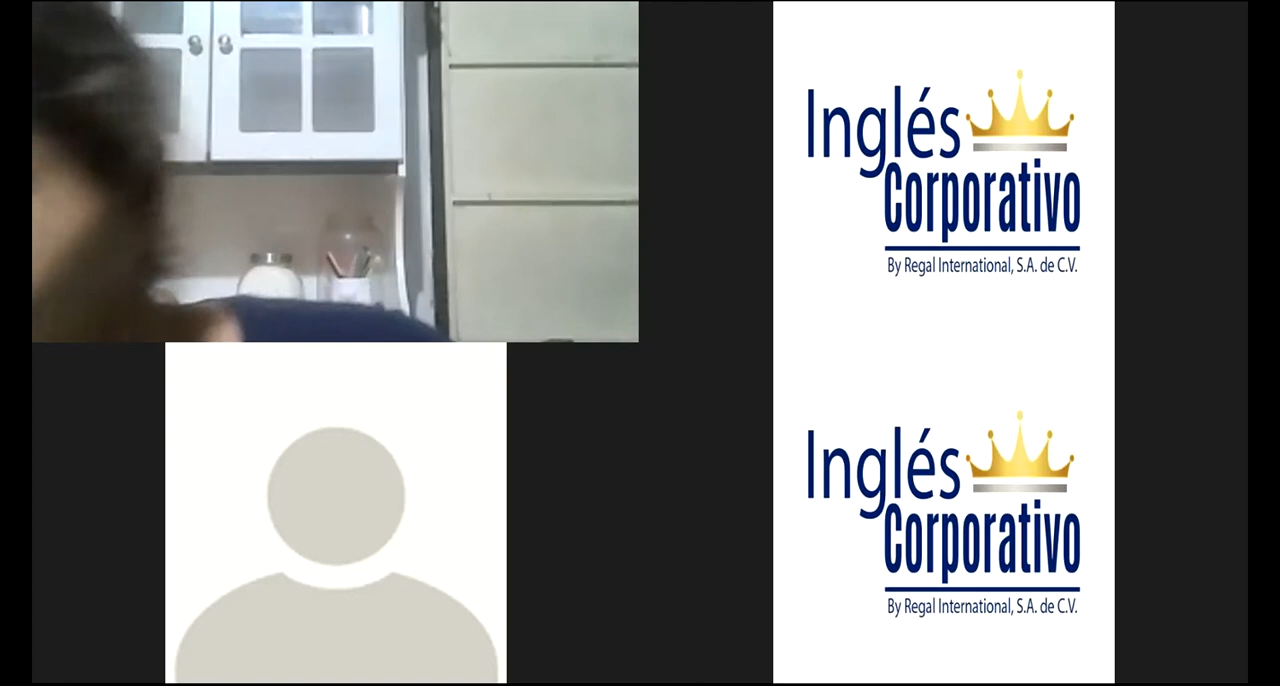 Inglés
Corporativo
By Regal International, S.A. de C.V.
Inglés
Corporativo
By Regal International, S.A. de C.V.